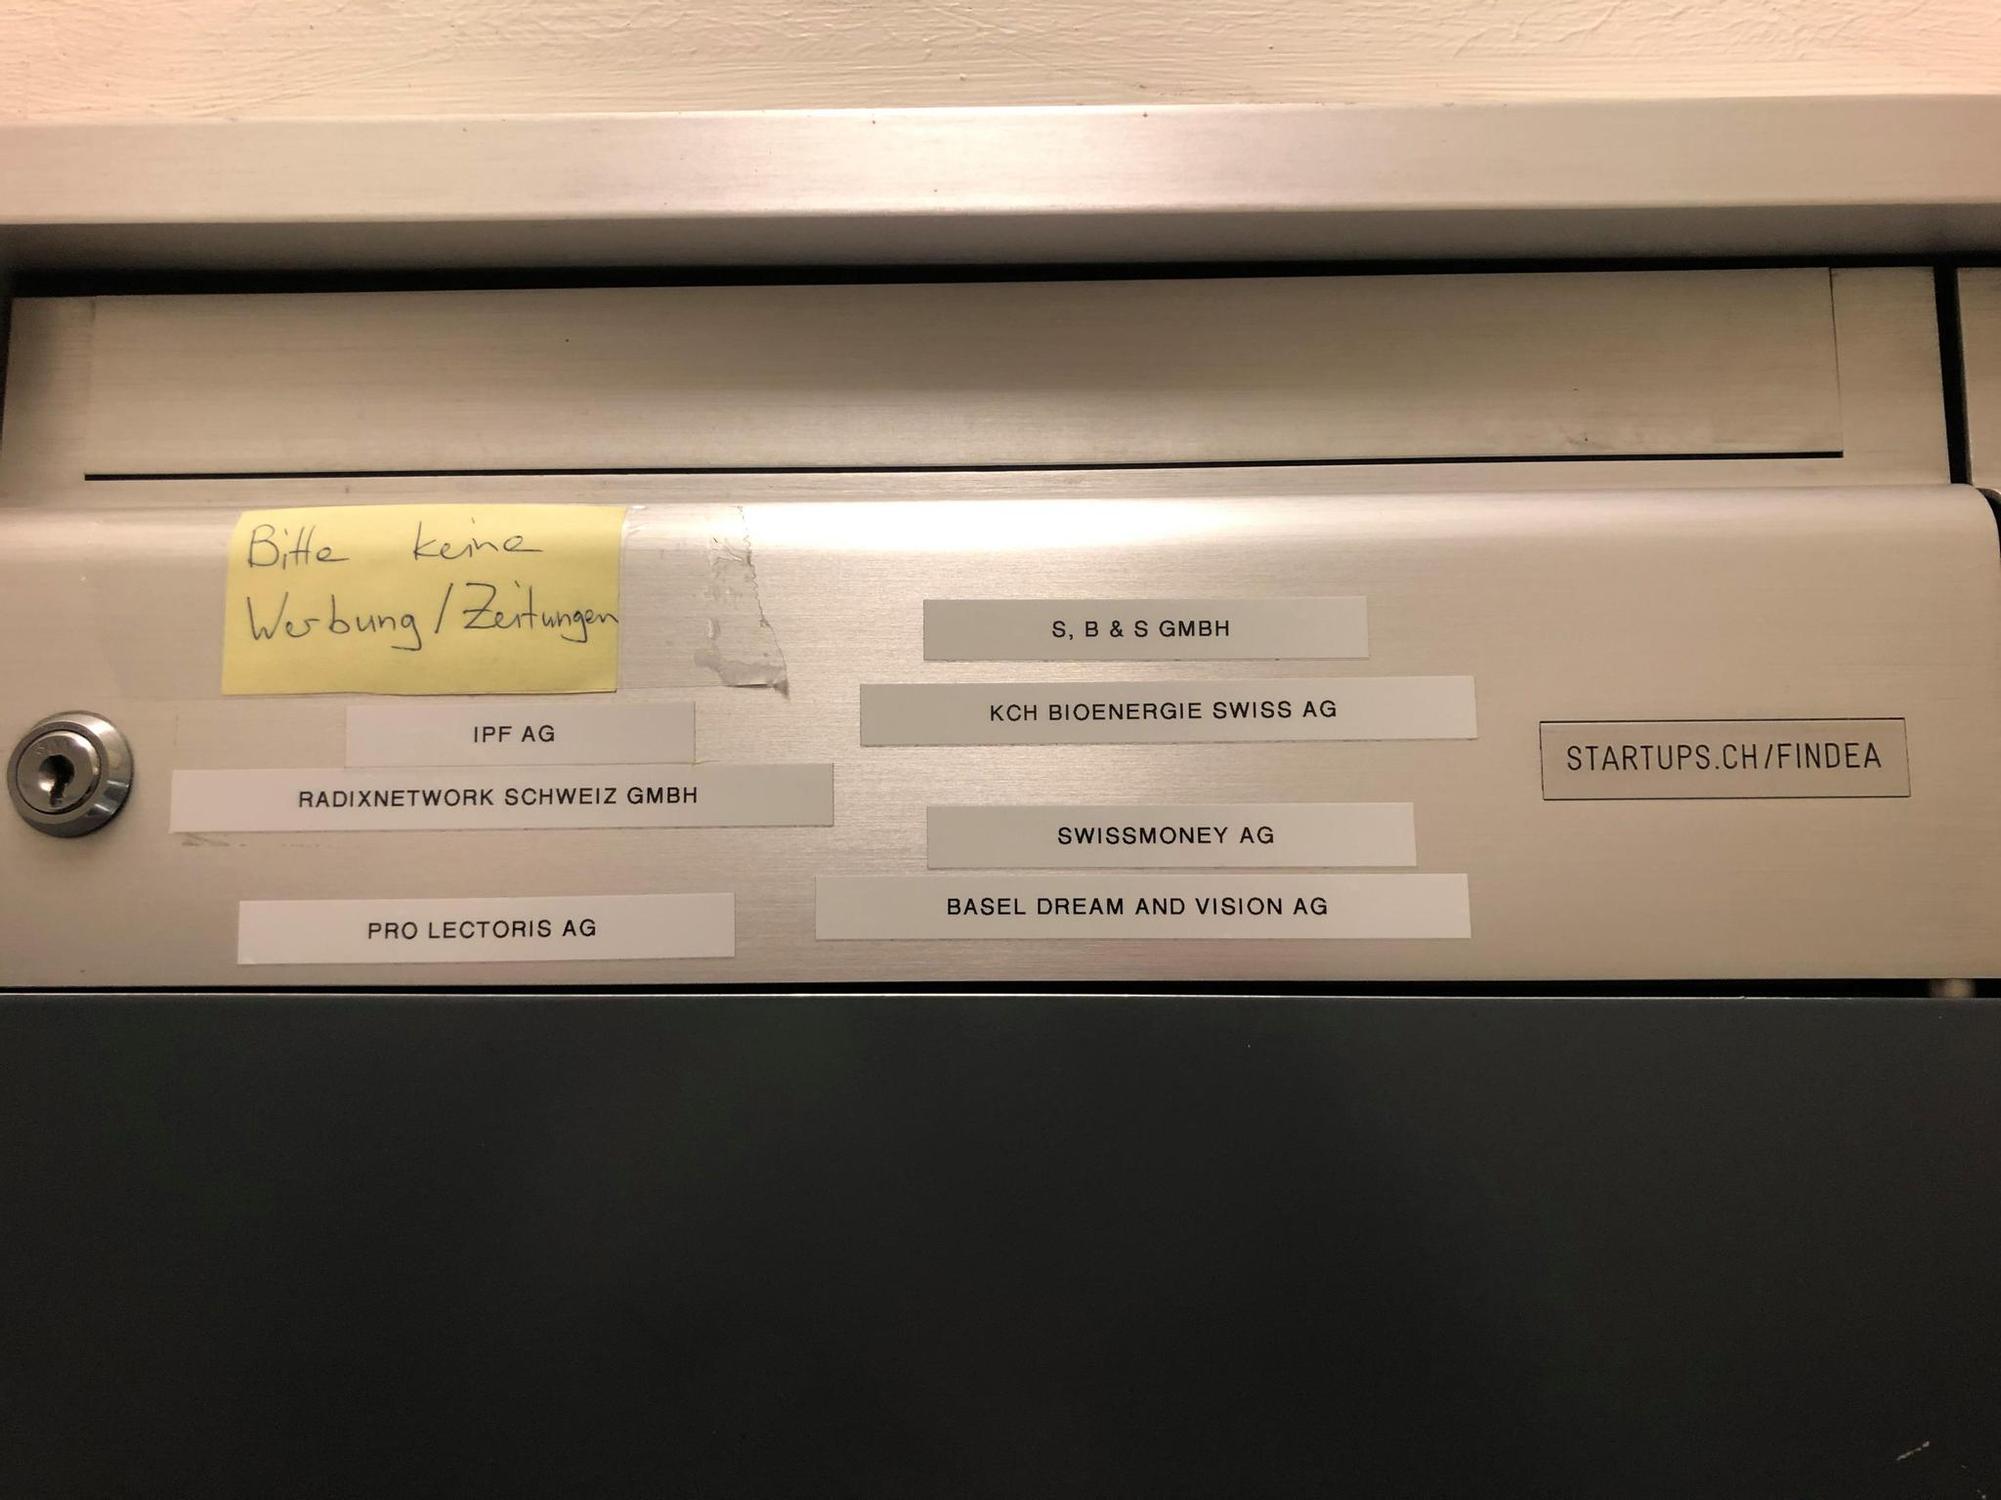 Bitte keine
Werbung/Zeitungen
IPF AG
RADIXNETWORK SCHWEIZ GMBH
PRO LECTORIS AG
S, B & S GMBH
KCH BIOENERGIE SWISS AG
SWISSMONEY AG
BASEL DREAM AND VISION AG
STARTUPS.CH/FINDEA